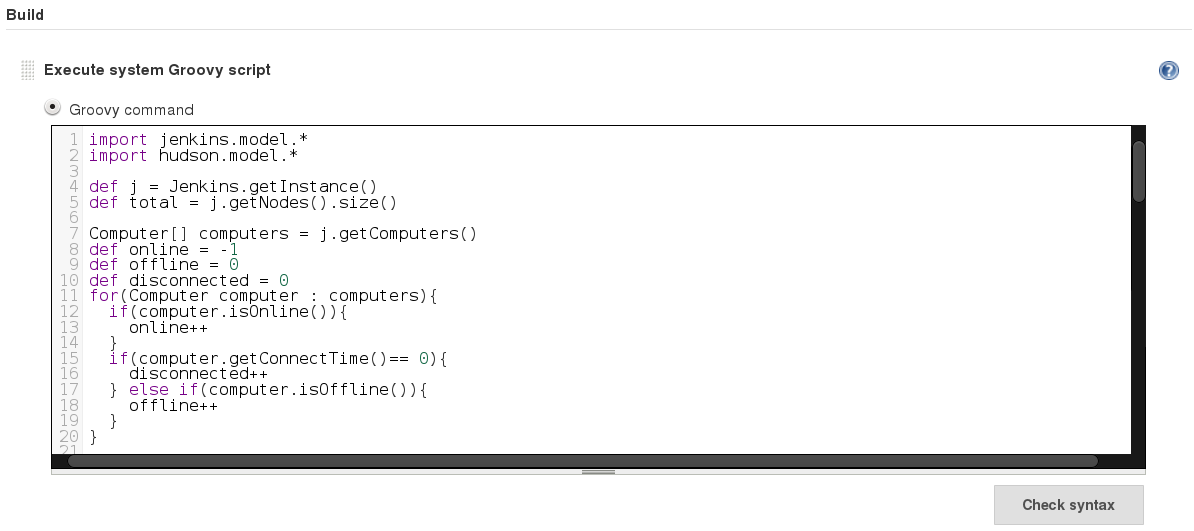 Build
Execute system Groovy script
?
Groovy command
1 import jenkins.model.*
2 import hudson.model.*
3
4 def j = Jenkins.getInstance()
5 def total = j.getNodes().size()
6
7 Computer[] computers = j.getComputers()
8 def online = -1
9 def offline = 0
10 def disconnected = 0
11 for(Computer computer : computers){
12   if(computer.isOnline()){
13     online++
14   }
15   if(computer.getConnectTime()== 0){
16     disconnected++
17   } else if(computer.isOffline()){
18     offline++
19   }
20 }
21
Check syntax